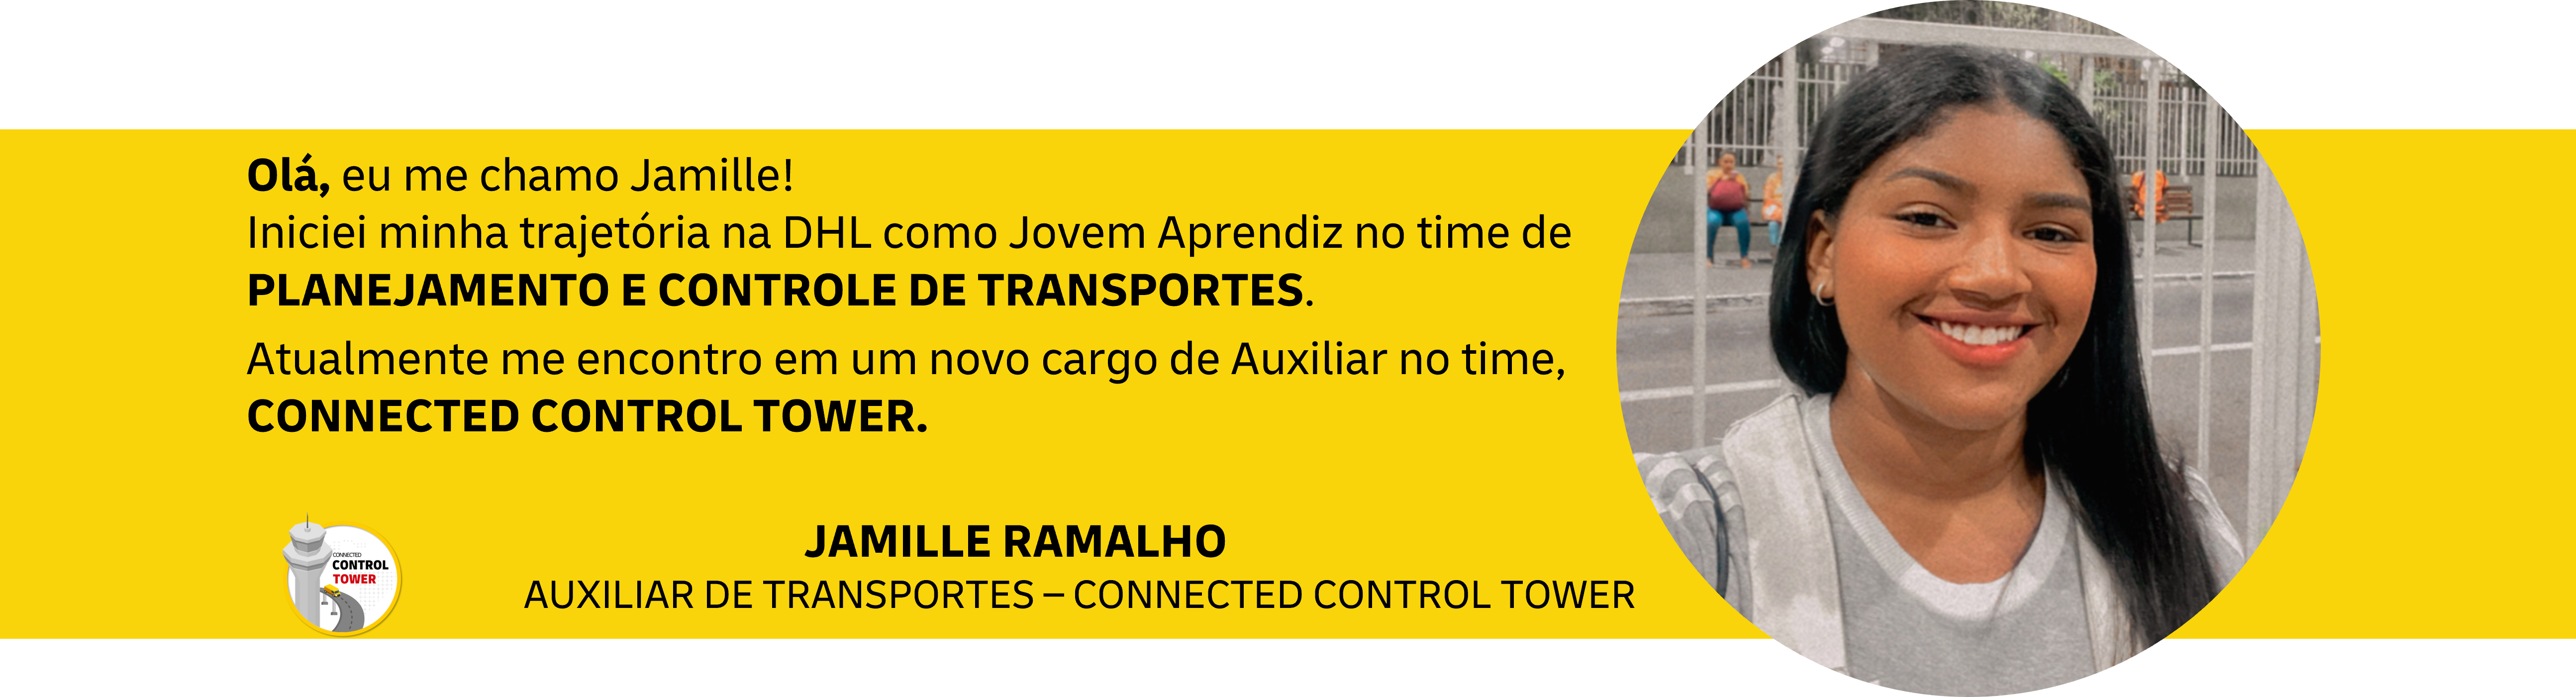 Olá, eu me chamo Jamille!
Iniciei minha trajetória na DHL como Jovem Aprendiz no time de
PLANEJAMENTO E CONTROLE DE TRANSPORTES.
Atualmente me encontro em um novo cargo de Auxiliar no time,
CONNECTED CONTROL TOWER.
CONNECTED
CONTROL
TOWER
JAMILLE RAMALHO
AUXILIAR DE TRANSPORTES – CONNECTED CONTROL TOWER